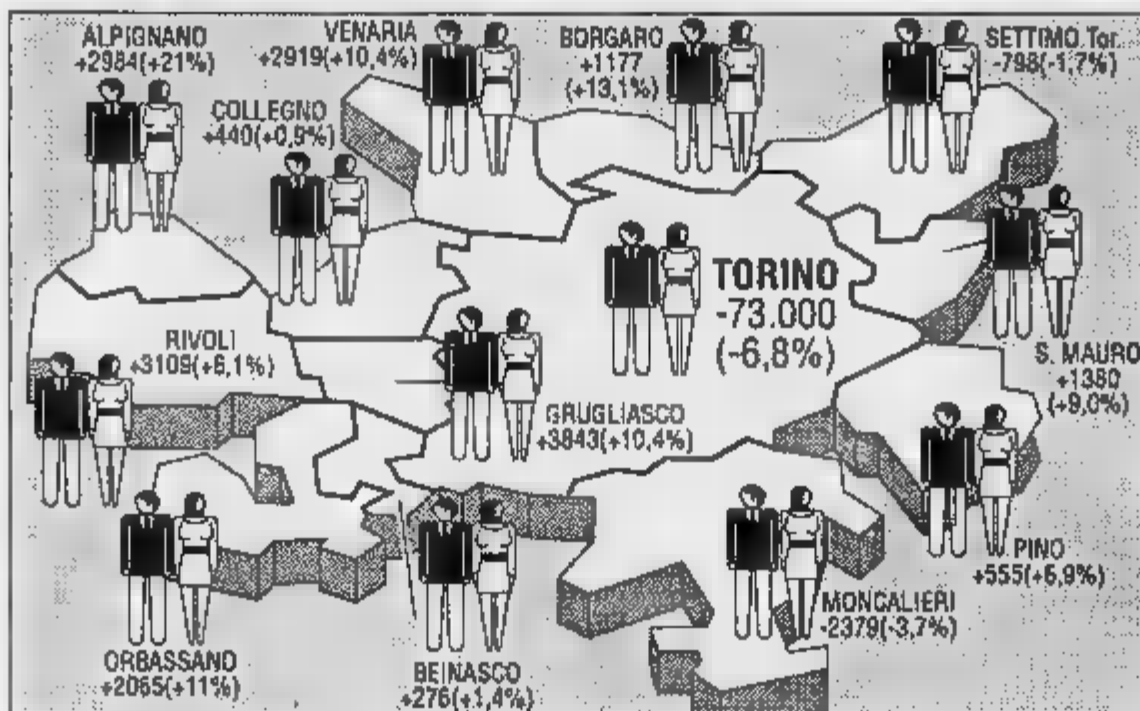 ALPIGNANO
+2984(+21%)
VENARIA
+2919(+10,4%)
BORGARO
+1177
(+13,1%)
SETTIMO Tor.
-798(-1,7%)
COLLEGNO
+440(+0,9%)
TORINO
-73.000
(-6,8%)
RIVOLI
+3109(+6,1%)
S. MAURO
+1380
(+9,0%)
GRUGLIASCO
+3843(+10,4%)
PINO
+555(+6,9%)
MONCALIERI
-2379(-3,7%)
ORBASSANO
+2065(+11%)
BEINASCO
+276(+1,4%)